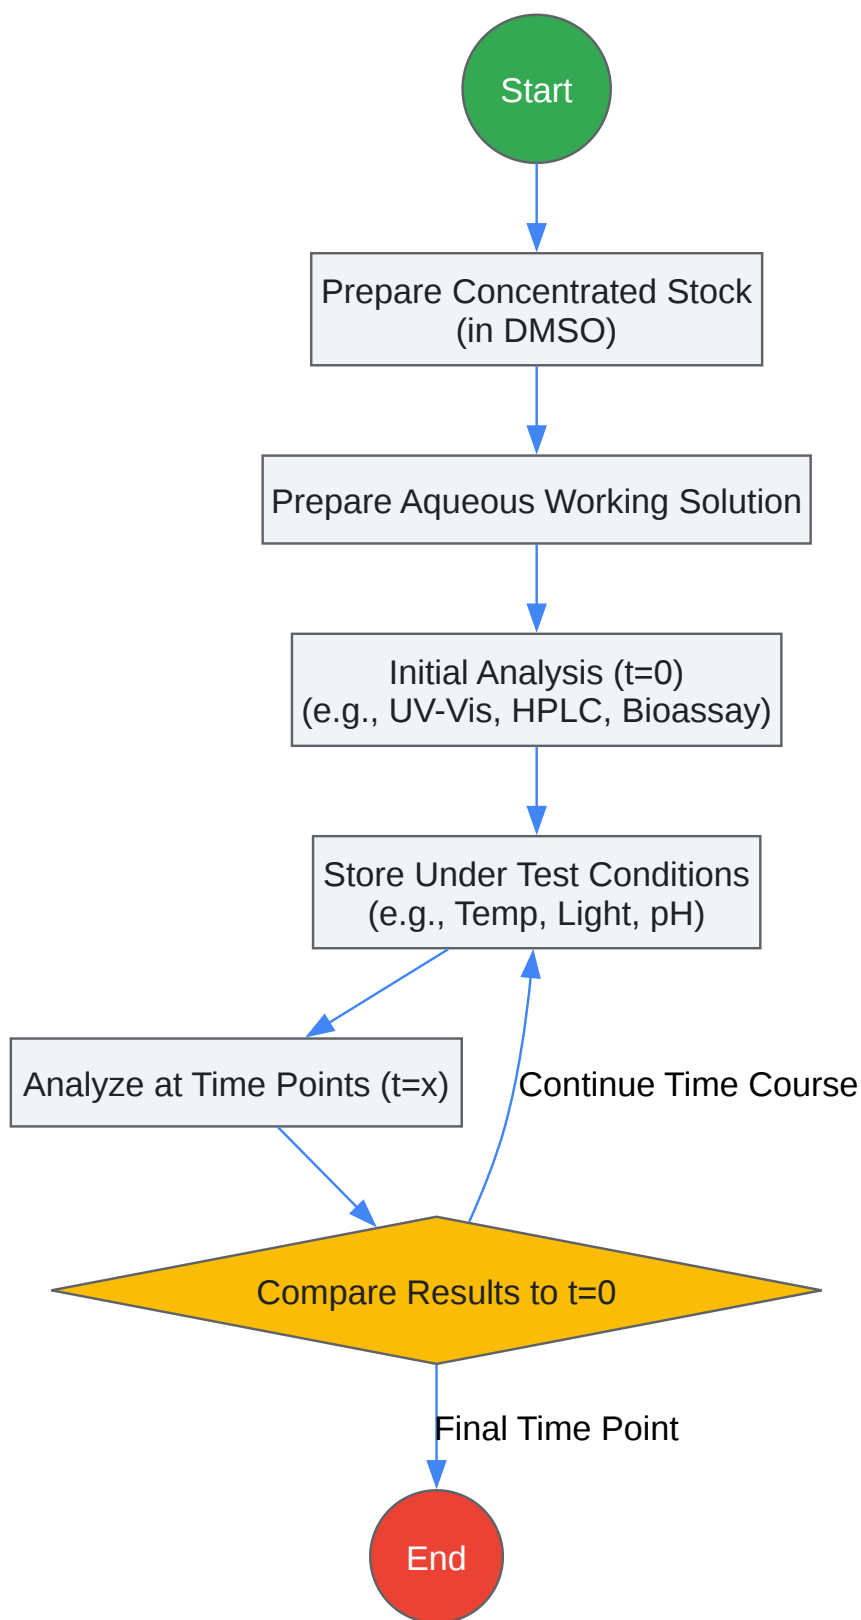 Start
Prepare Concentrated Stock
(in DMSO)
Prepare Aqueous Working Solution
Initial Analysis (t=0)
(e.g., UV-Vis, HPLC, Bioassay)
Store Under Test Conditions
(e.g., Temp, Light, pH)
Analyze at Time Points (t=x)
Continue Time Course
Compare Results to t=0
Final Time Point
End